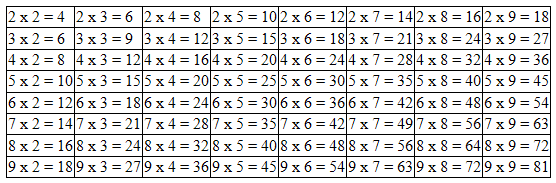 2 x 2 = 4 2 x 3 = 6 2 x 4 = 8 2 x 5 = 10 2 x 6 = 12 2 x 7 = 14 2 x 8 = 16 2 x 9 = 18
3 x 2 = 6 3 x 3 = 9 3 x 4 = 12 3 x 5 = 15 3 x 6 = 18 3 x 7 = 21 3 x 8 = 24 3 x 9 = 27
4 x 2 = 8 4 x 3 = 12 4 x 4 = 16 4 x 5 = 20 4 x 6 = 24 4 x 7 = 28 4 x 8 = 32 4 x 9 = 36
5 x 2 = 10 5 x 3 = 15 5 x 4 = 20 5 x 5 = 25 5 x 6 = 30 5 x 7 = 35 5 x 8 = 40 5 x 9 = 45
6 x 2 = 12 6 x 3 = 18 6 x 4 = 24 6 x 5 = 30 6 x 6 = 36 6 x 7 = 42 6 x 8 = 48 6 x 9 = 54
7 x 2 = 14 7 x 3 = 21 7 x 4 = 28 7 x 5 = 35 7 x 6 = 42 7 x 7 = 49 7 x 8 = 56 7 x 9 = 63
8 x 2 = 16 8 x 3 = 24 8 x 4 = 32 8 x 5 = 40 8 x 6 = 48 8 x 7 = 56 8 x 8 = 64 8 x 9 = 72
9 x 2 = 18 9 x 3 = 27 9 x 4 = 36 9 x 5 = 45 9 x 6 = 54 9 x 7 = 63 9 x 8 = 72 9 x 9 = 81